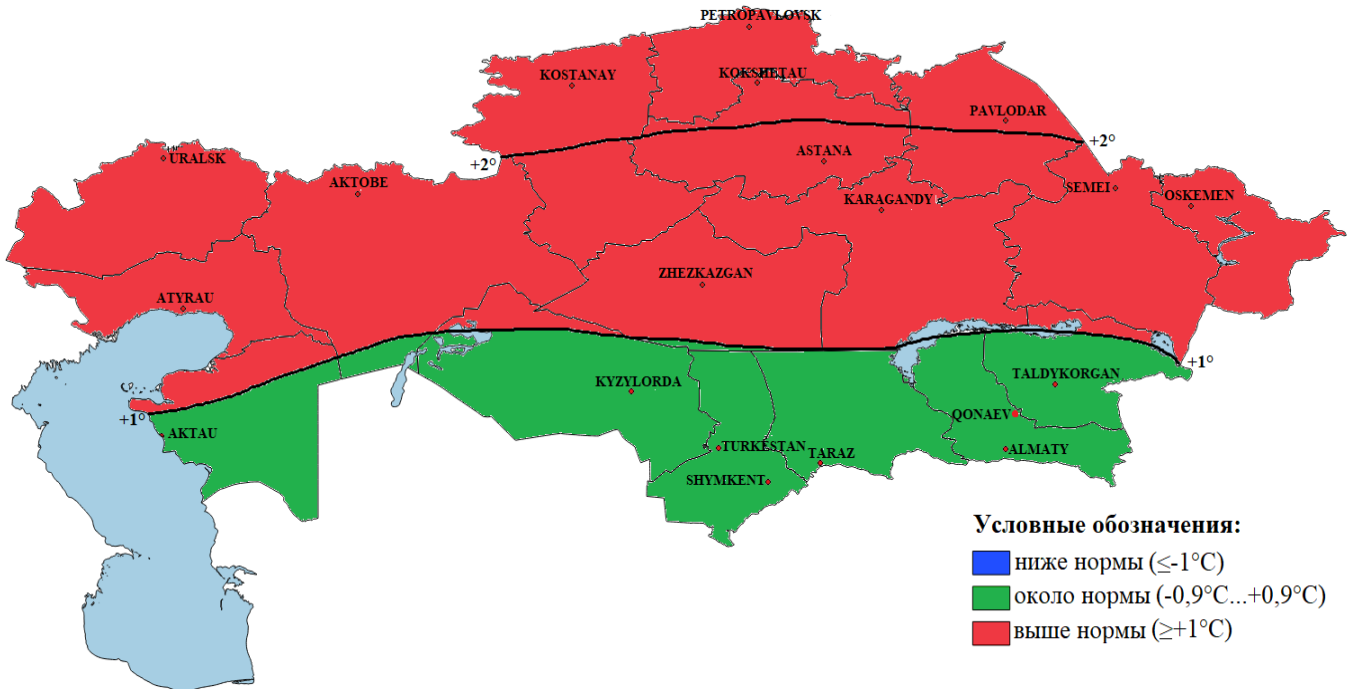 PETROPAVLOVSK
KOSTANAY
KOKSHETAU
PAVLODAR
+2°
+2°
URALSK
ASTANA
AKTOBE
SEMEI
OSKEMEN
KARAGANDY
ZHEZKAZGAN
ATYRAU
+1°
KYZYLORDA
TALDYKORGAN
+1°
QONAEV
AKTAU
TURKESTAN
TARAZ
ALMATY
SHYMKENT
Условные обозначения:
ниже нормы (≤-1°C)
около нормы (-0,9°C...+0,9°C)
выше нормы (≥+1°C)